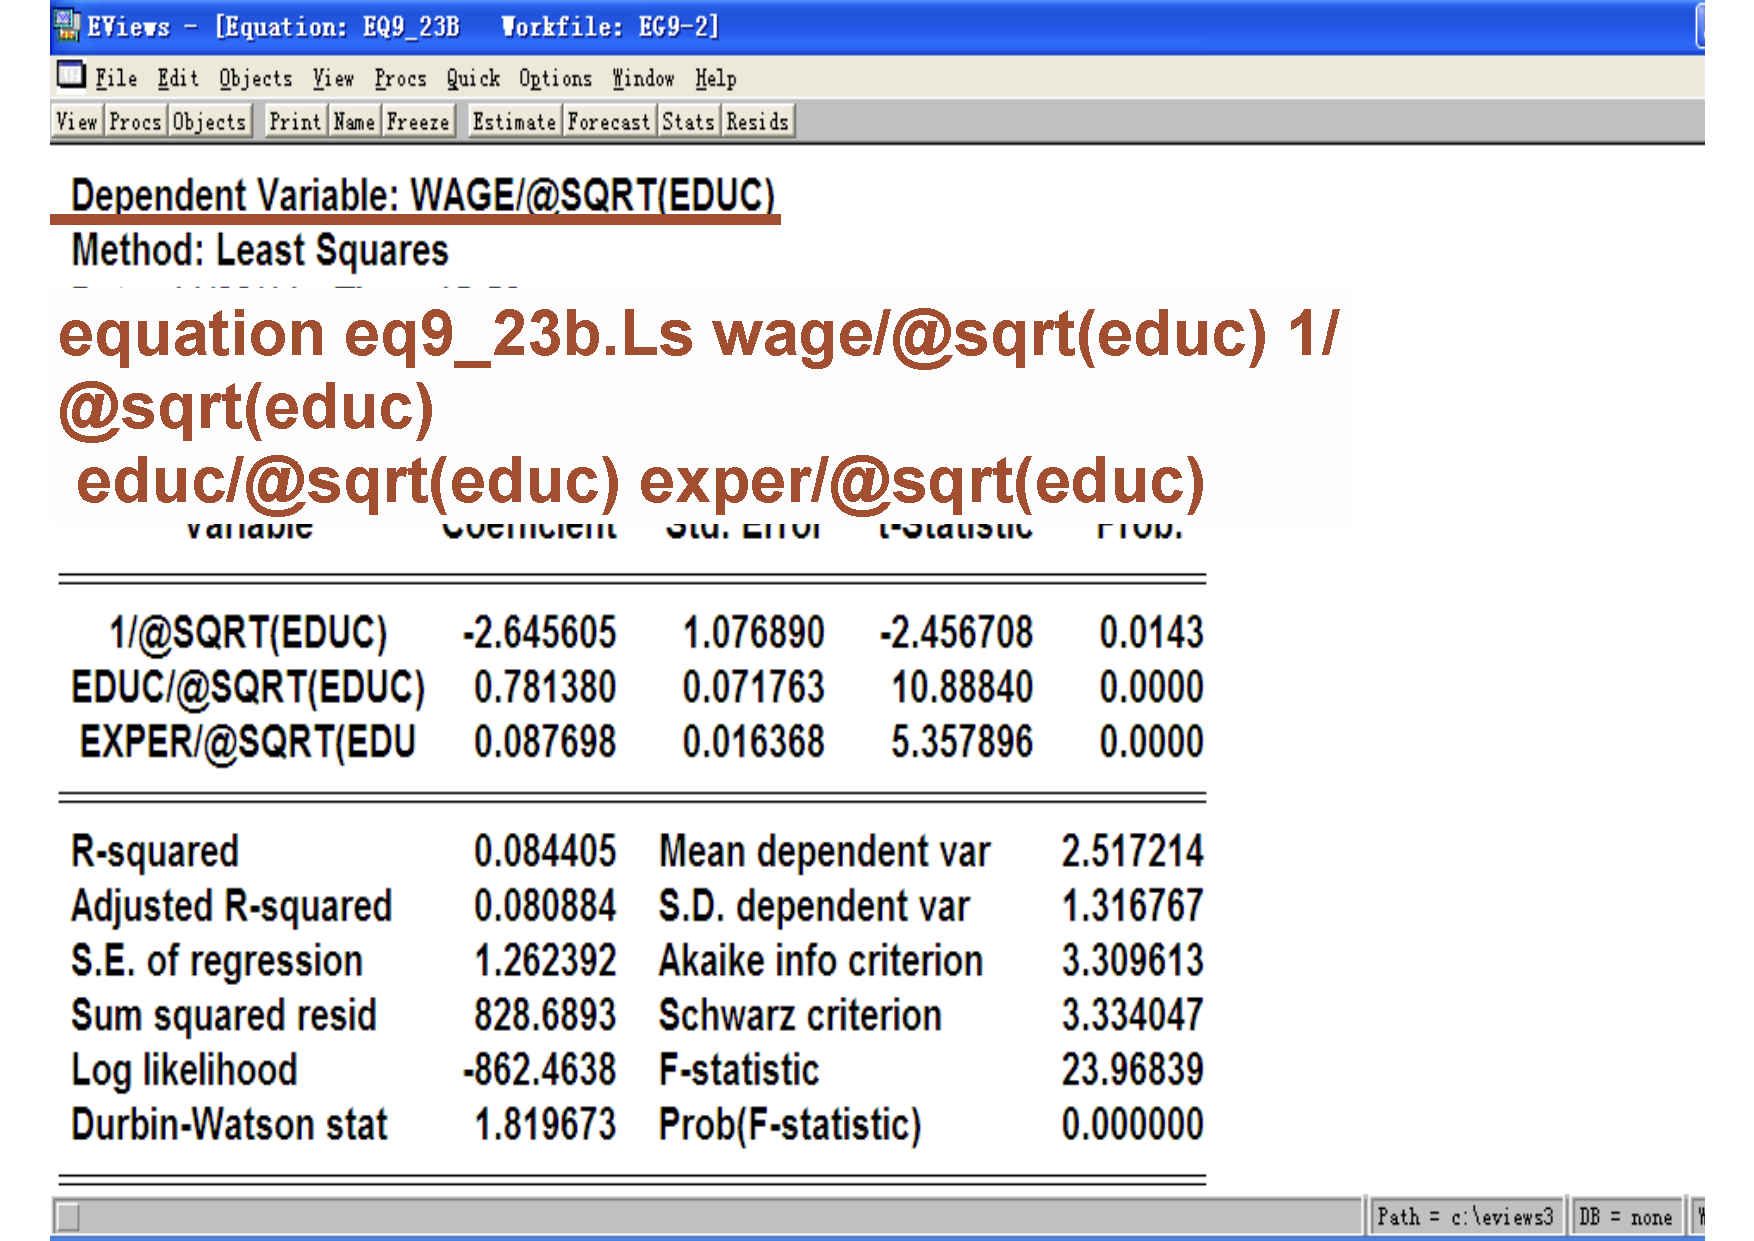 EViews - [Equation: EQ9_23B Workfile: EG9-2]
File Edit Objects View Procs Quick Options Window Help
View Procs Objects Print Name Freeze Estimate Forecast Stats Resids
Dependent Variable: WAGE/@SQRT(EDUC)
Method: Least Squares
equation eq9_23b.Ls wage/@sqrt(educ) 1/
@sqrt(educ)
educ/@sqrt(educ) exper/@sqrt(educ)
Variable Coefficient Std. Error t-Statistic Prob.
1/@SQRT(EDUC) -2.645605 1.076890 -2.456708 0.0143
EDUC/@SQRT(EDUC) 0.781380 0.071763 10.88840 0.0000
EXPER/@SQRT(EDU 0.087698 0.016368 5.357896 0.0000
R-squared 0.084405 Mean dependent var 2.517214
Adjusted R-squared 0.080884 S.D. dependent var 1.316767
S.E. of regression 1.262392 Akaike info criterion 3.309613
Sum squared resid 828.6893 Schwarz criterion 3.334047
Log likelihood -862.4638 F-statistic 23.96839
Durbin-Watson stat 1.819673 Prob(F-statistic) 0.000000
Path = c:\eviews3 DB = none